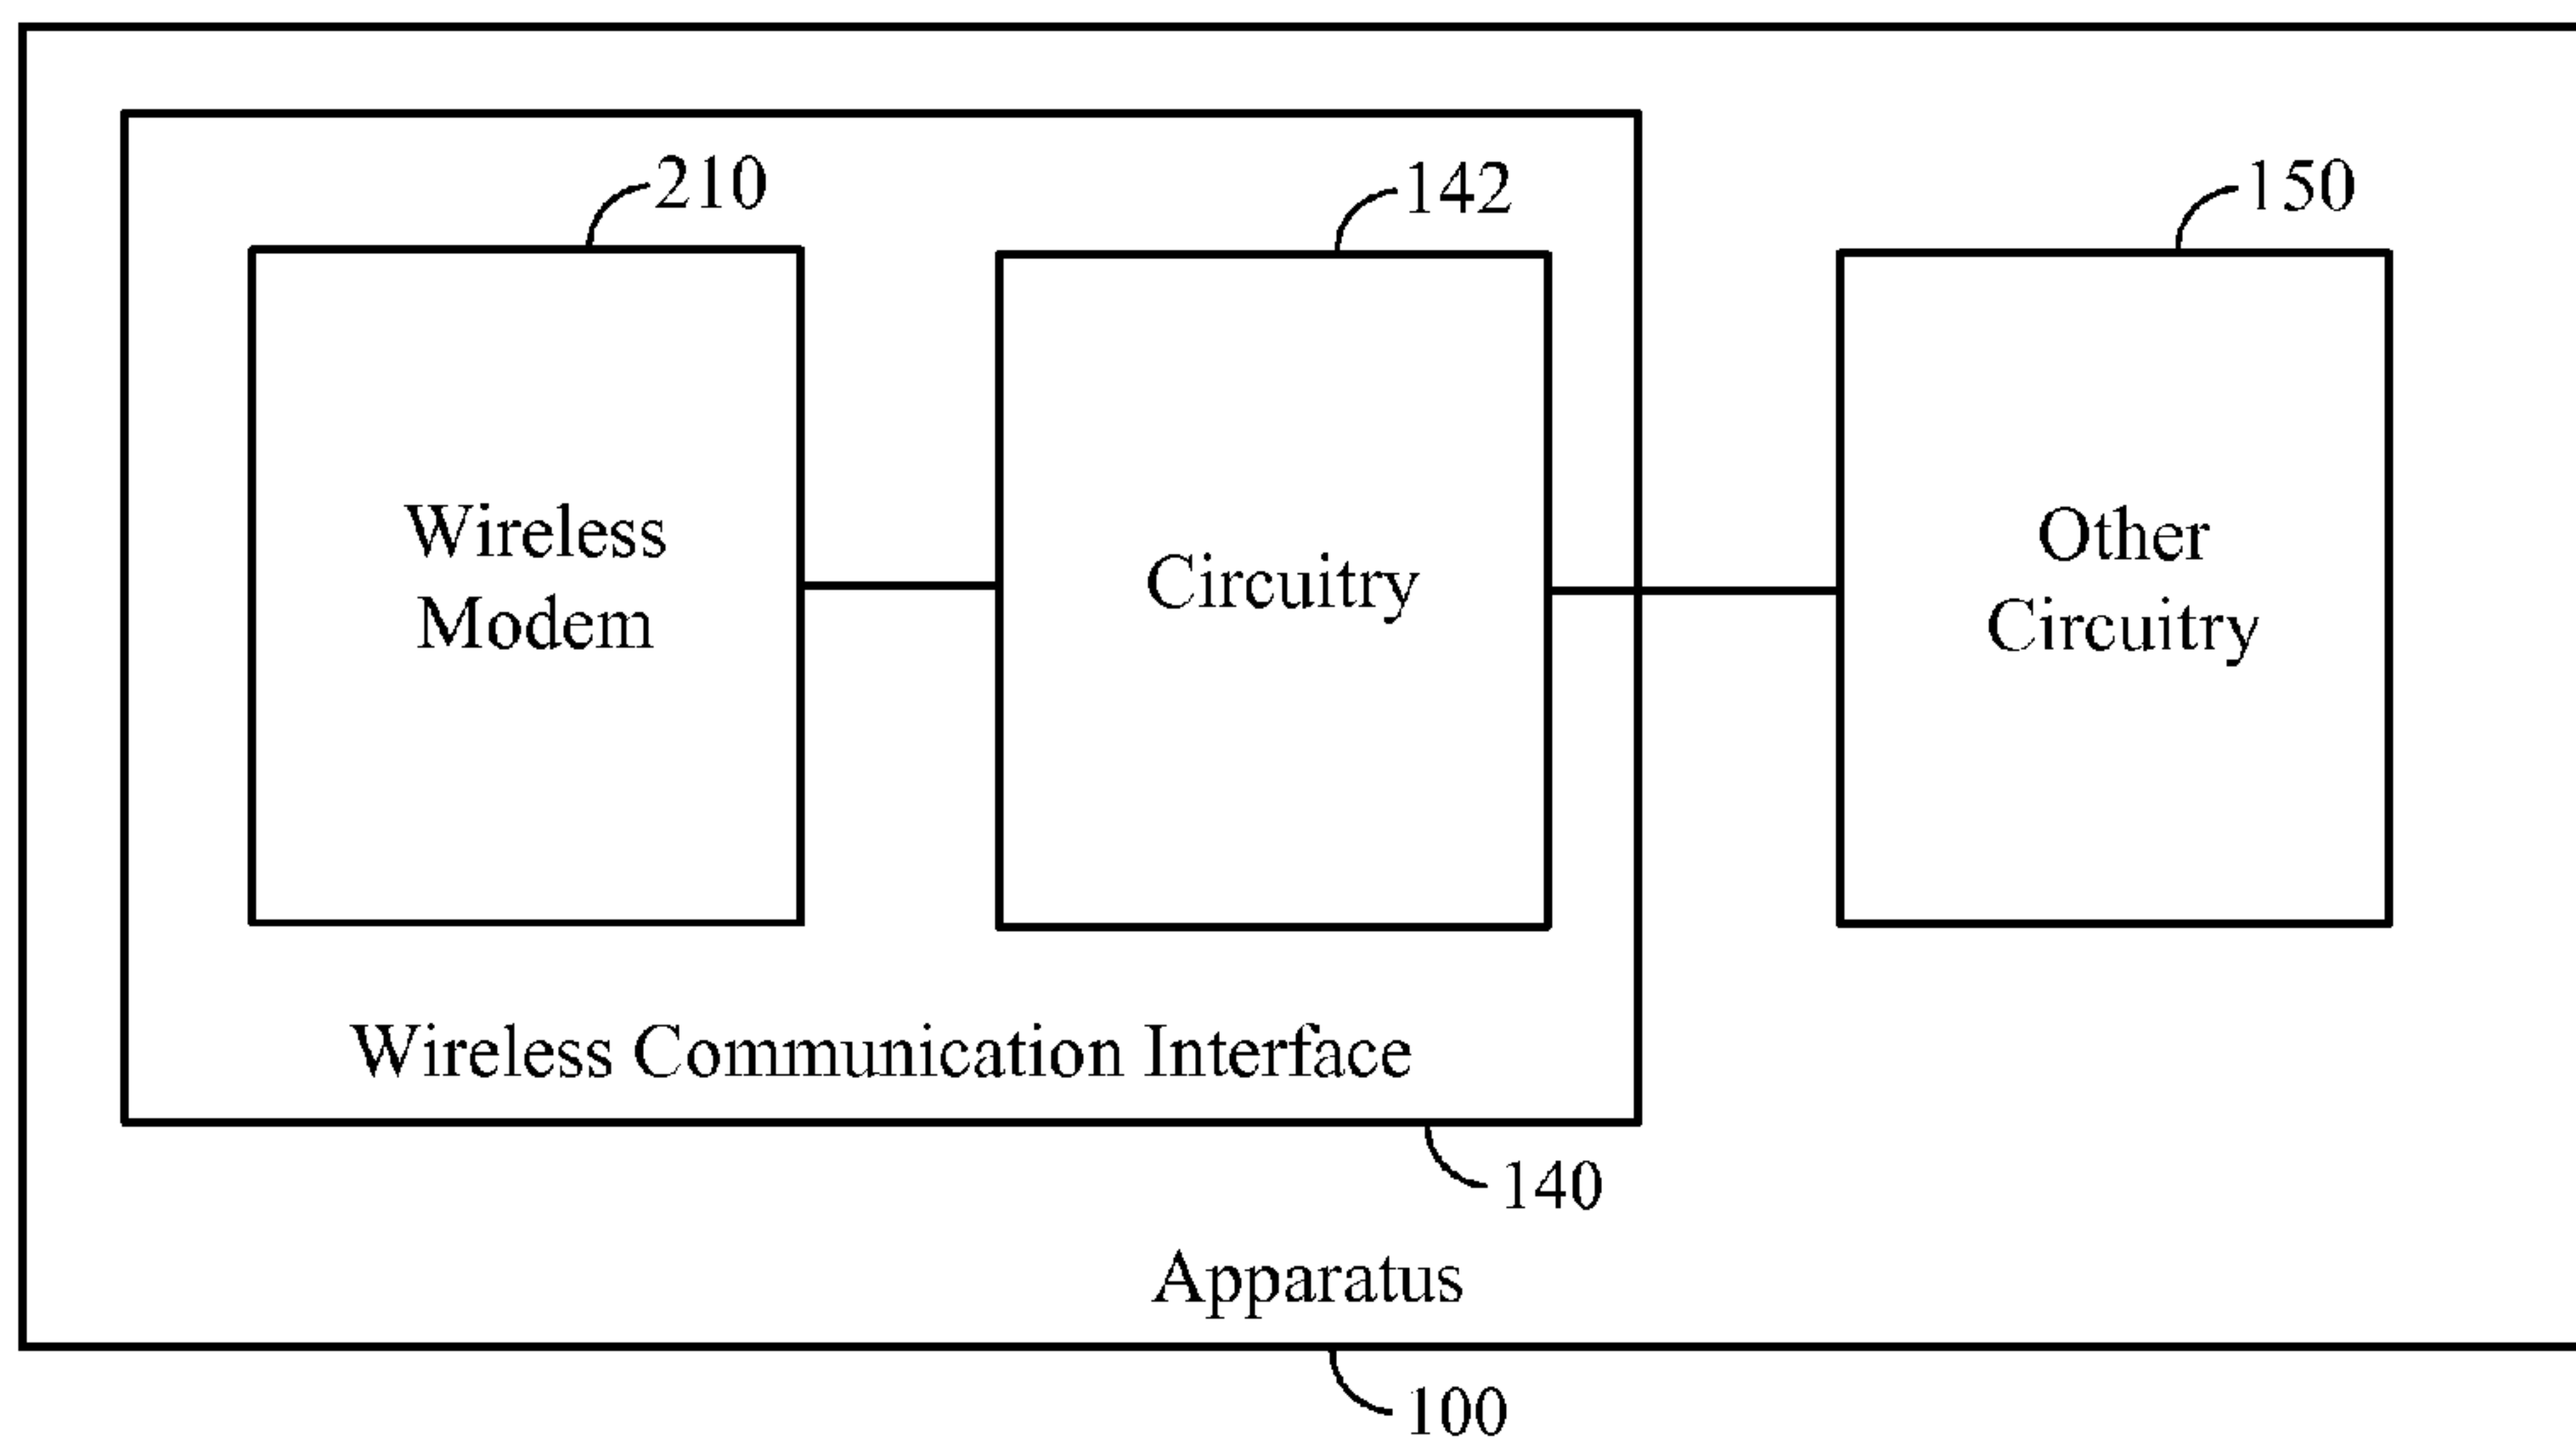 210
142
150
Wireless
Modem
Circuitry
Other
Circuitry
Wireless Communication Interface
140
Apparatus
100